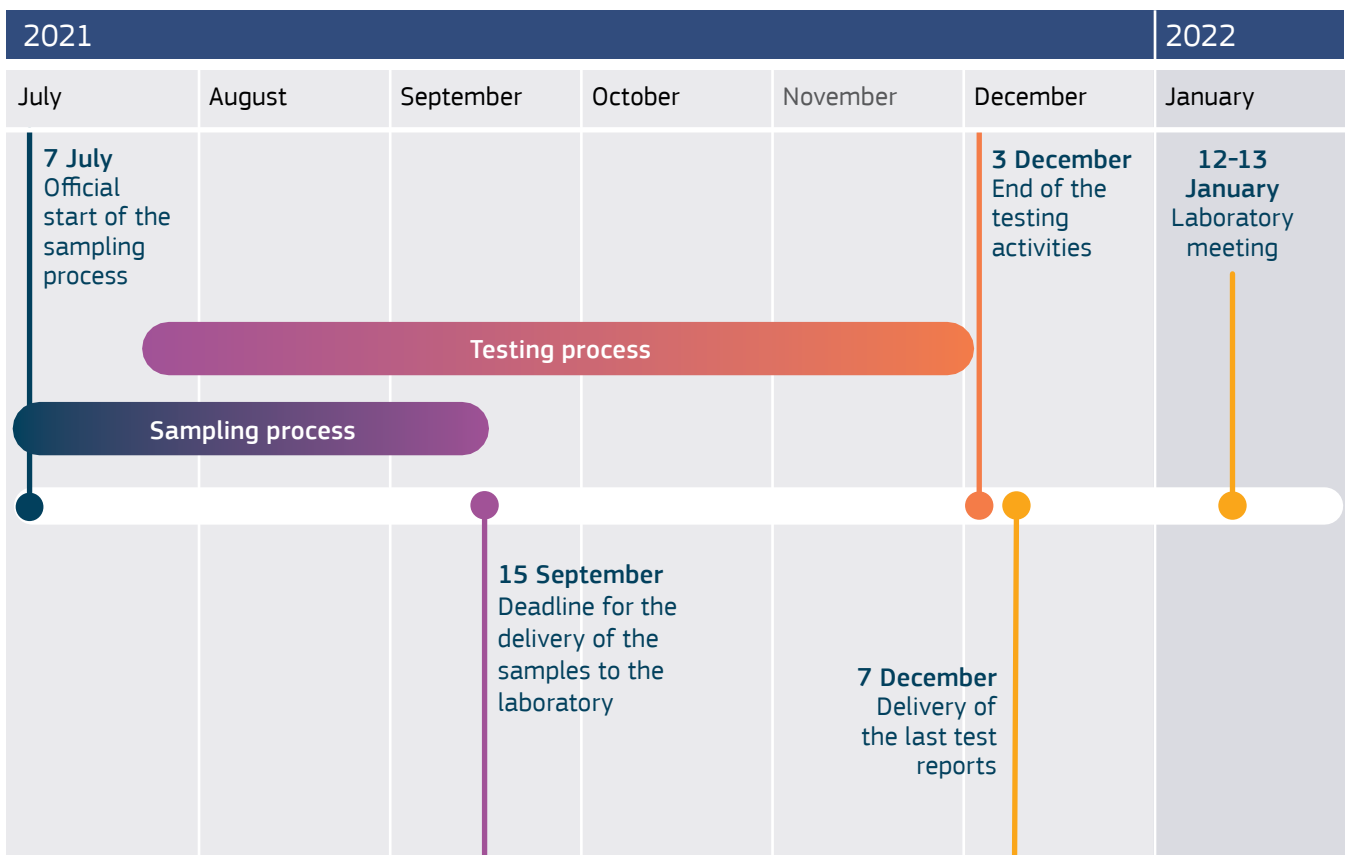 2021
2022
July
August
September
October
November
December
January
7 July
Official
start of the
sampling
process
3 December
End of the
testing
activities
12-13
January
Laboratory
meeting
Testing process
Sampling process
15 September
Deadline for the
delivery of the
samples to the
laboratory
7 December
Delivery of
the last test
reports